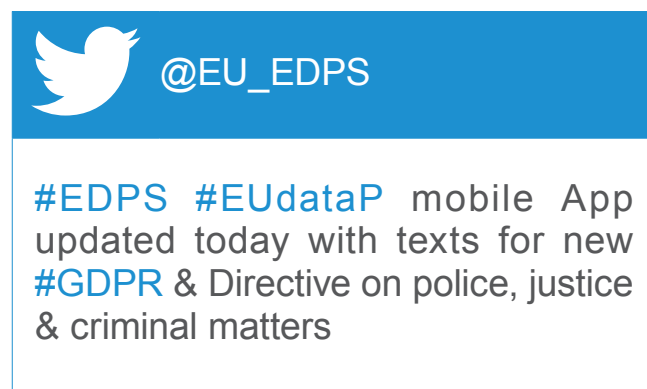 @EU_EDPS
#EDPS #EUdataP mobile App
updated today with texts for new
#GDPR & Directive on police, justice
& criminal matters